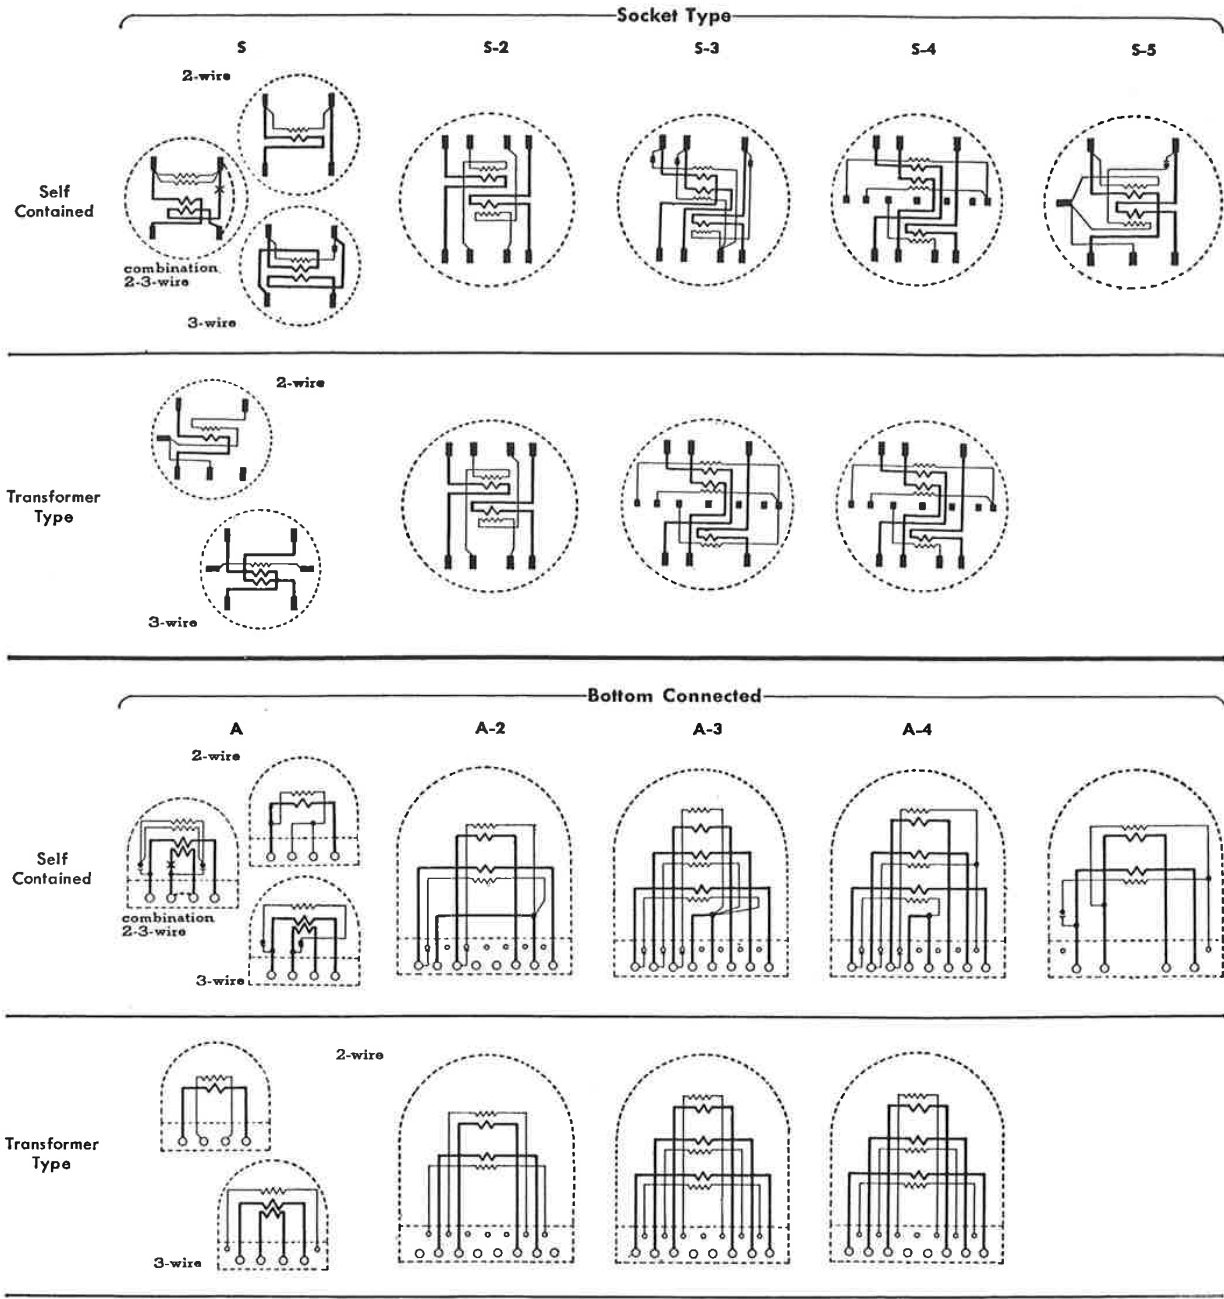 Socket Type
S
S-2
S-3
S-4
S-5
2-wire
Self
Contained
combination
2-3-wire
3-wire
2-wire
Transformer
Type
3-wire
Bottom Connected
A
A-2
A-3
A-4
2-wire
Self
Contained
combination
2-3-wire
3-wire
2-wire
Transformer
Type
3-wire